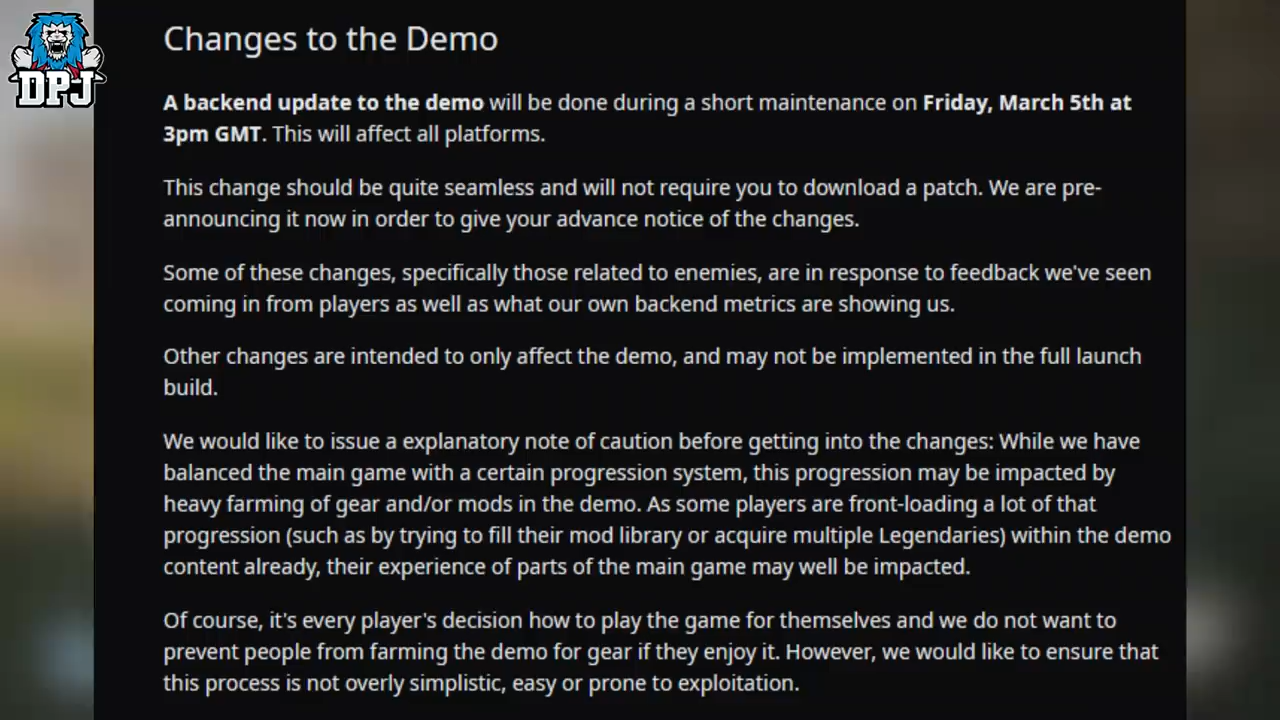 DPJ
Changes to the Demo
A backend update to the demo will be done during a short maintenance on Friday, March 5th at
3pm GMT. This will affect all platforms.
This change should be quite seamless and will not require you to download a patch. We are pre-
announcing it now in order to give your advance notice of the changes.
Some of these changes, specifically those related to enemies, are in response to feedback we've seen
coming in from players as well as what our own backend metrics are showing us.
Other changes are intended to only affect the demo, and may not be implemented in the full launch
build.
We would like to issue a explanatory note of caution before getting into the changes: While we have
balanced the main game with a certain progression system, this progression may be impacted by
heavy farming of gear and/or mods in the demo. As some players are front-loading a lot of that
progression (such as by trying to fill their mod library or acquire multiple Legendaries) within the demo
content already, their experience of parts of the main game may well be impacted.
Of course, it's every player's decision how to play the game for themselves and we do not want to
prevent people from farming the demo for gear if they enjoy it. However, we would like to ensure that
this process is not overly simplistic, easy or prone to exploitation.